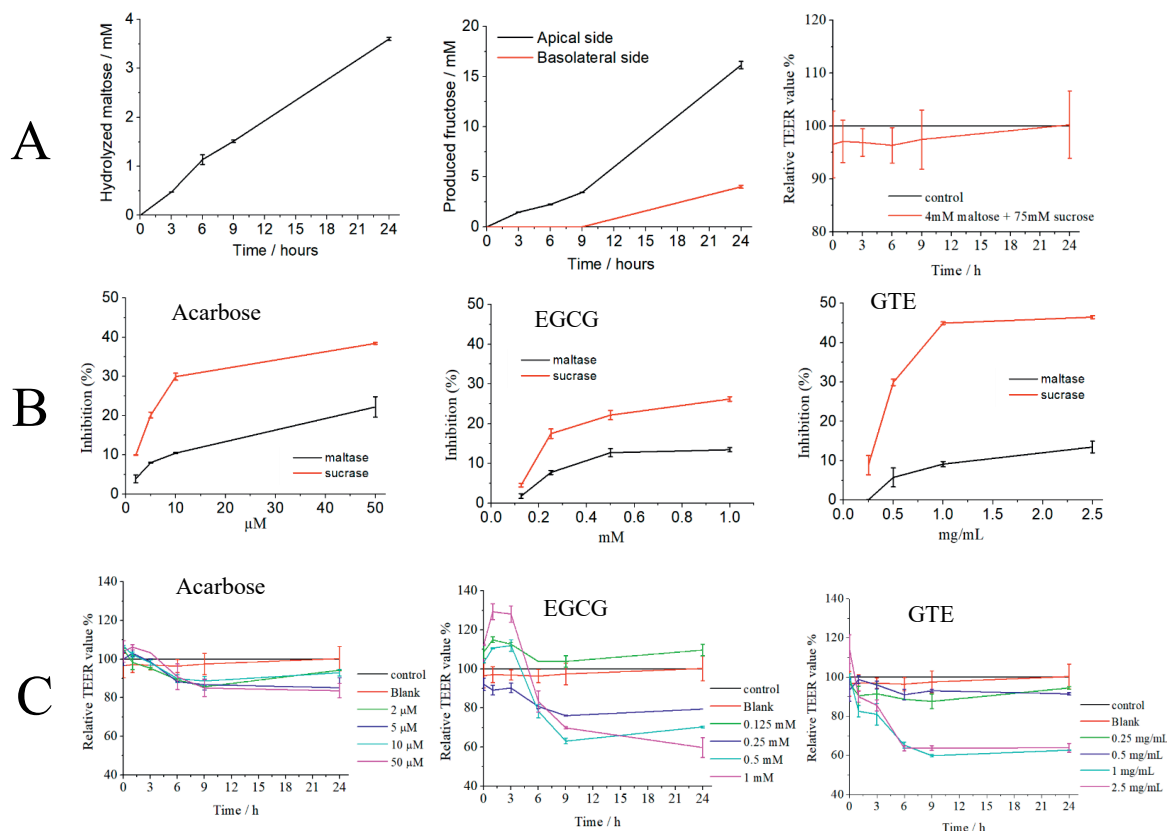 A
Hydrolyzed maltose / mM
4
3
2
1
0
0 3 6 9 12 15 18 21 24
Time / hours
Produced fructose / mM
20
15
10
5
0
Apical side
Basolateral side
0 3 6 9 12 15 18 21 24
Time / hours
Relative TEER value %
120
110
100
90
80
control
4mM maltose + 75mM sucrose
0 3 6 9 12 15 18 21 24
Time / h
B
Acarbose
Inhibition (%)
50
40
30
20
10
0
maltase
sucrase
0 10 20 30 40 50
µM
EGCG
Inhibition (%)
50
40
30
20
10
0
maltase
sucrase
0.0 0.2 0.4 0.6 0.8 1.0
mM
GTE
Inhibition (%)
50
40
30
20
10
0
maltase
sucrase
0.0 0.5 1.0 1.5 2.0 2.5
mg/mL
C
Acarbose
Relative TEER value %
140
120
100
80
60
40
control
Blank
2 µM
5 µM
10 µM
50 µM
0 3 6 9 12 15 18 21 24
Time / h
EGCG
Relative TEER value %
140
120
100
80
60
40
control
Blank
0.125 mM
0.25 mM
0.5 mM
1 mM
0 3 6 9 12 15 18 21 24
Time / h
GTE
Relative TEER value %
140
120
100
80
60
40
control
Blank
0.25 mg/mL
0.5 mg/mL
1 mg/mL
2.5 mg/mL
0 3 6 9 12 15 18 21 24
Time / h